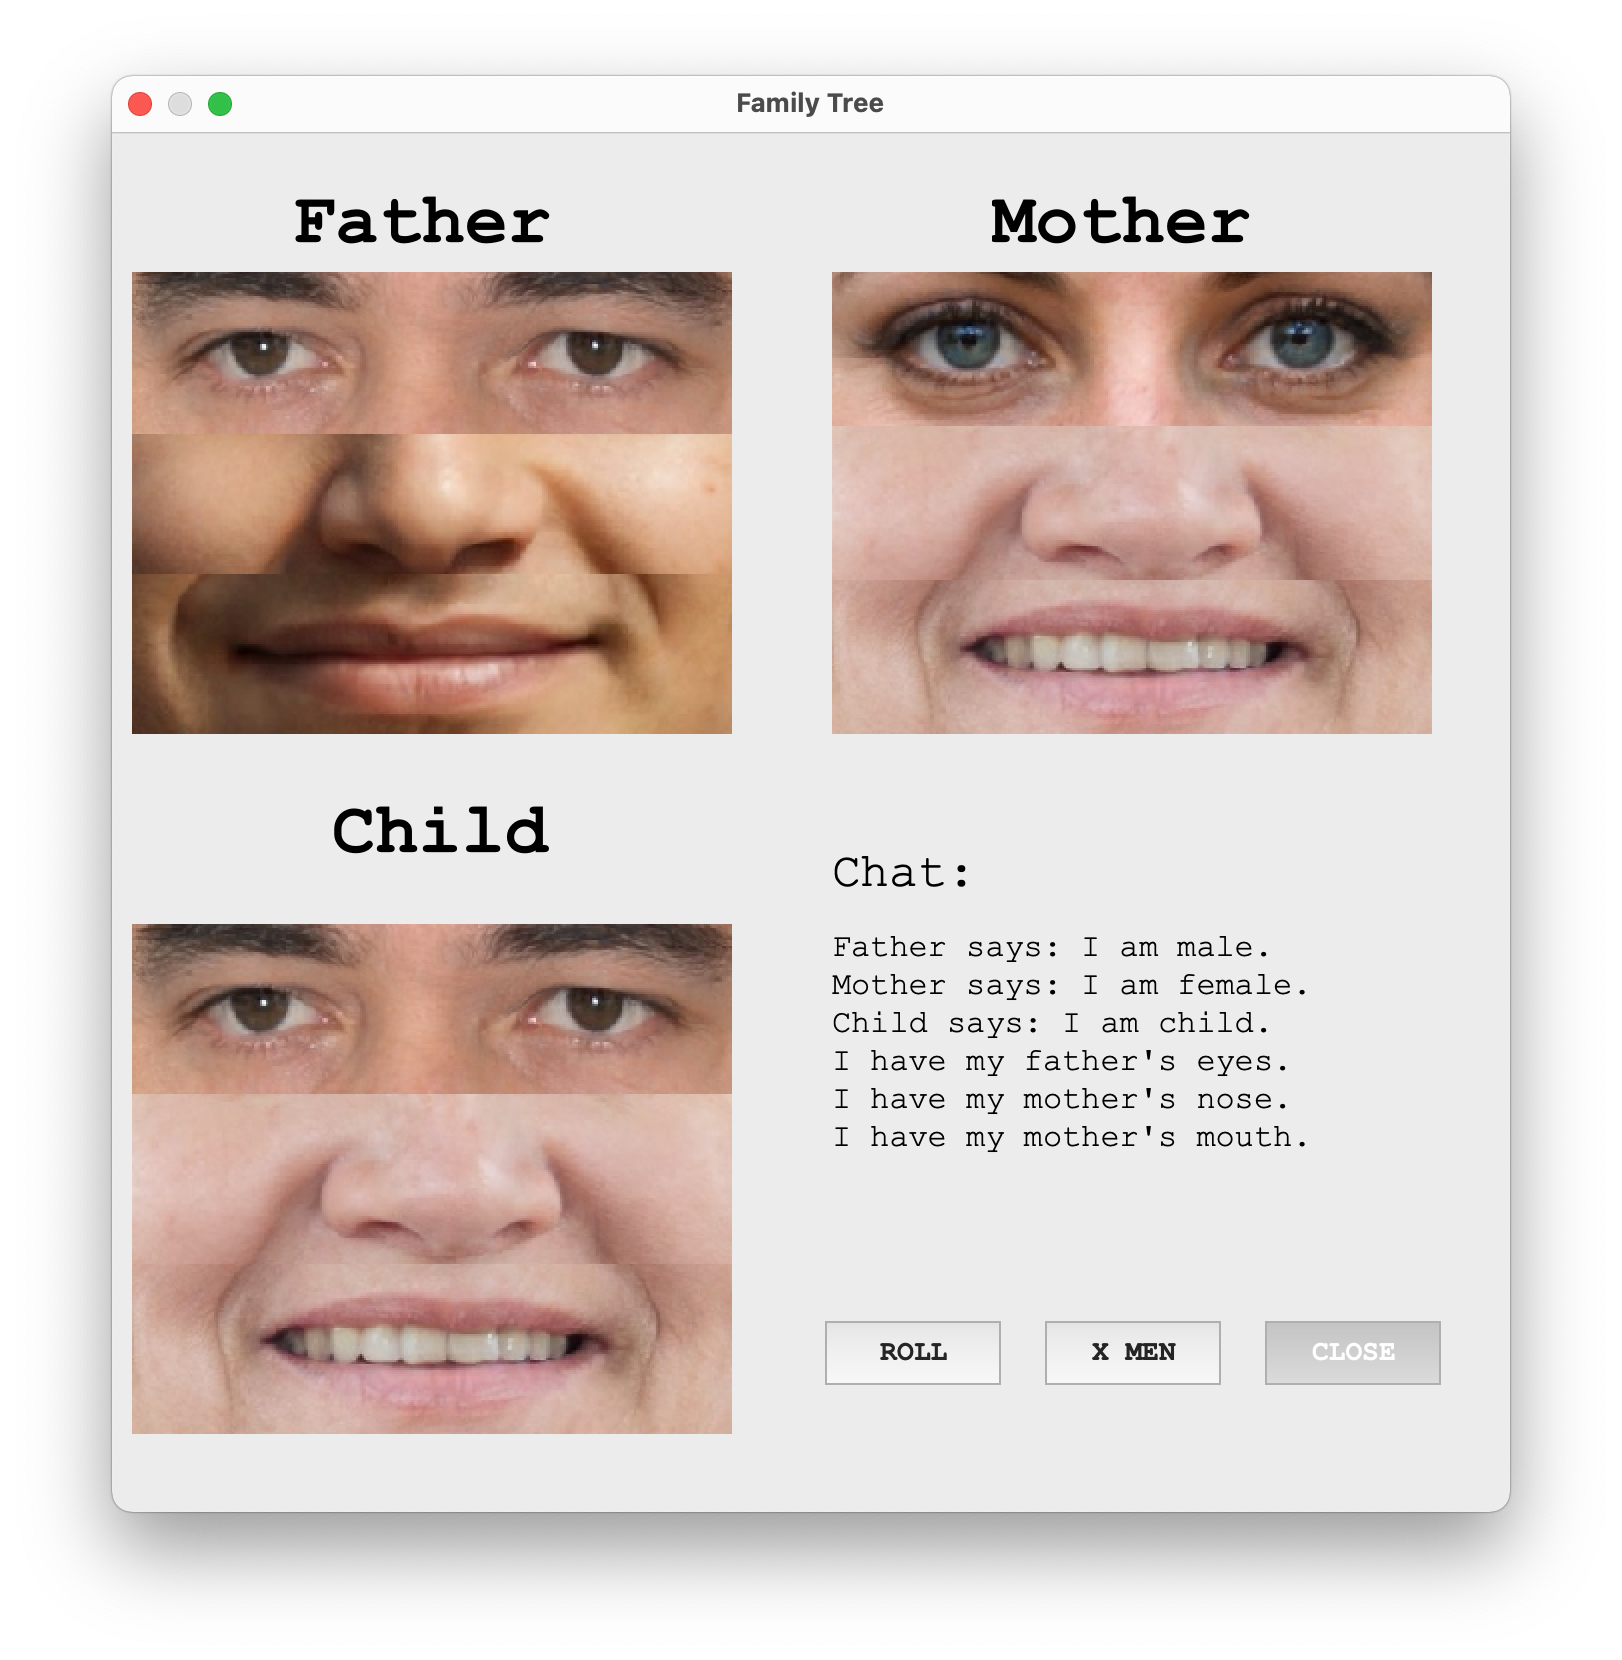 Family Tree
Father
Mother
Child
Chat:
Father says: I am male.
Mother says: I am female.
Child says: I am child.
I have my father's eyes.
I have my mother's nose.
I have my mother's mouth.
ROLL
X MEN
CLOSE